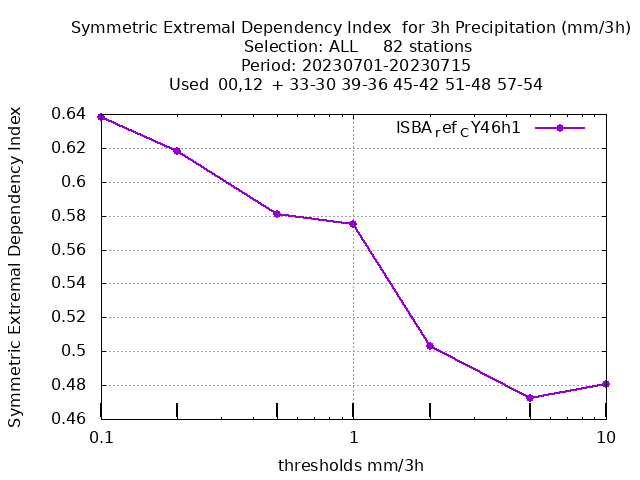 Symmetric Extremal Dependency Index  for 3h Precipitation (mm/3h)
Selection: ALL     82 stations
Period: 20230701-20230715
Used  00,12  + 33-30 39-36 45-42 51-48 57-54
ISBArefCY46h1
Symmetric Extremal Dependency Index
0.64
0.62
0.6
0.58
0.56
0.54
0.52
0.5
0.48
0.46
0.1 1 10
thresholds mm/3h